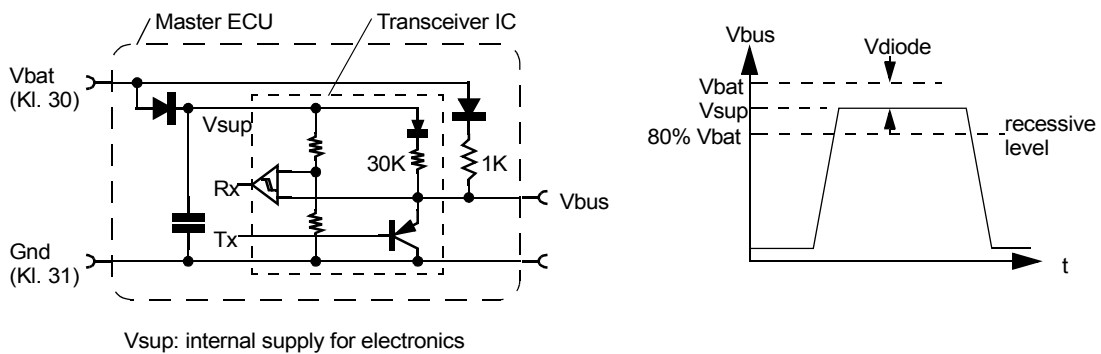 Master ECU
Transceiver IC
Vbat
(Kl. 30)
Vsup
30K
1K
Rx
Vbus
Tx
Gnd
(Kl. 31)
Vsup: internal supply for electronics
Vbus
Vdiode
Vbat
Vsup
80% Vbat
recessive
level
t